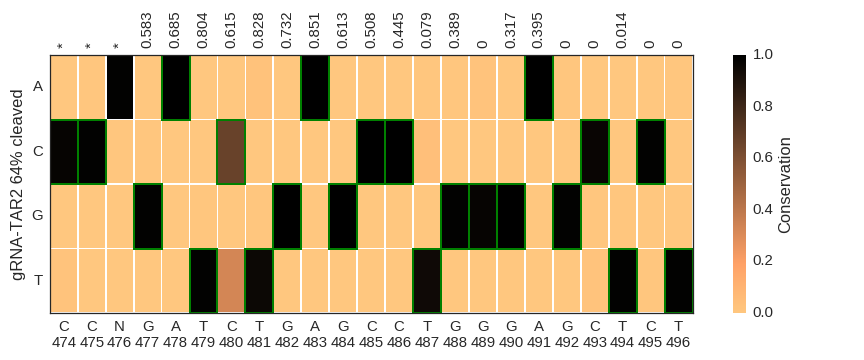 * * * 0.583 0.685 0.804 0.615 0.828 0.732 0.851 0.613 0.508 0.445 0.079 0.389 0 0.317 0.395 0 0 0.014 0 0
gRNA-TAR2 64% cleaved
A
C
G
T
C C N G A T C T G A G C C T G G G A G C T C T
474 475 476 477 478 479 480 481 482 483 484 485 486 487 488 489 490 491 492 493 494 495 496
1.0
0.8
0.6
0.4
0.2
0.0
Conservation